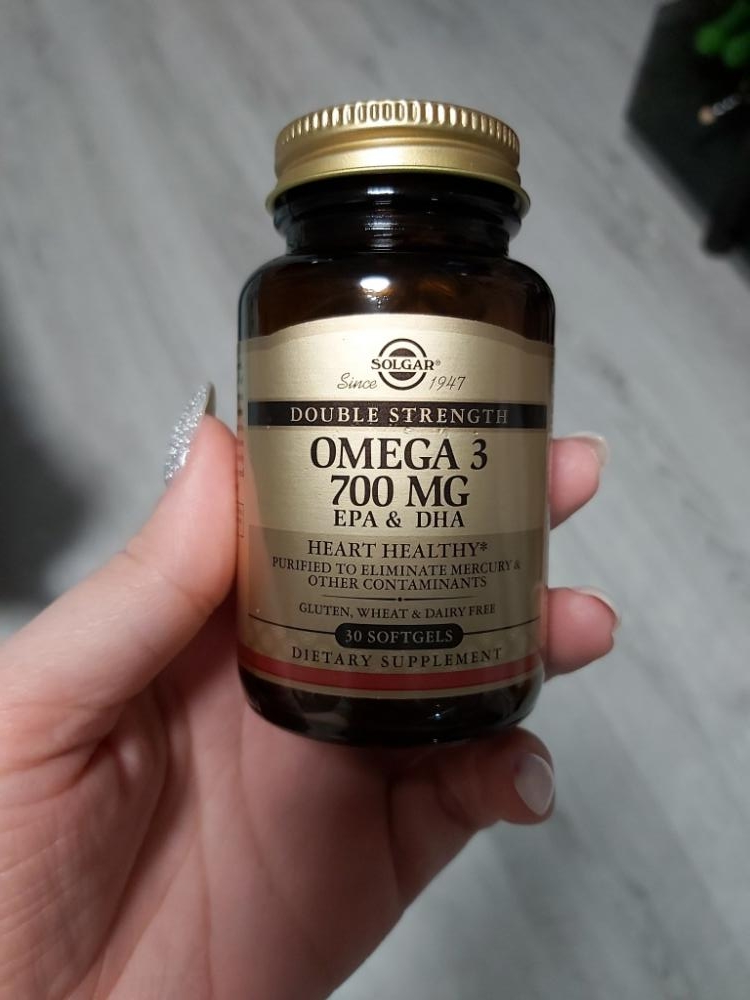 SOLGAR®
Since 1947
DOUBLE STRENGTH
OMEGA 3
700 MG
EPA & DHA
HEART HEALTHY*
PURIFIED TO ELIMINATE MERCURY &
OTHER CONTAMINANTS
GLUTEN, WHEAT & DAIRY FREE
30 SOFTGELS
DIETARY SUPPLEMENT